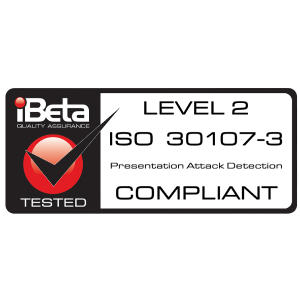 iBeta
QUALITY ASSURANCE
TESTED
LEVEL 2
ISO 30107-3
Presentation Attack Detection
COMPLIANT